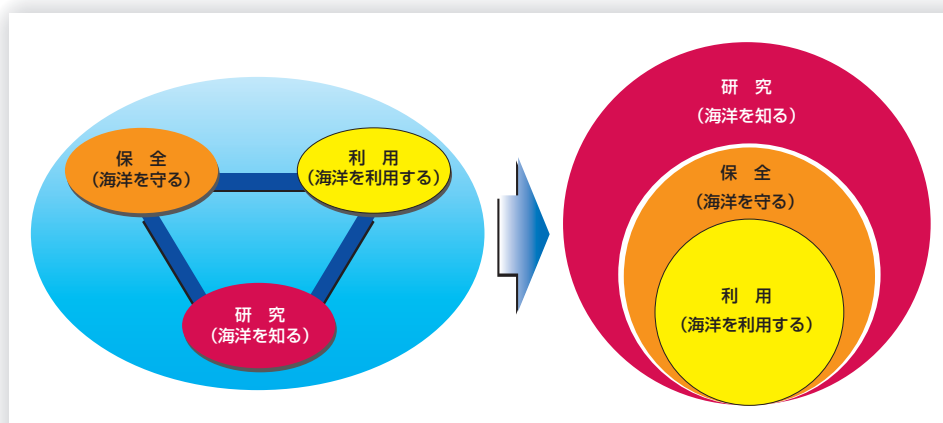 保　全
（海洋を守る）
利　用
（海洋を利用する）
研　究
（海洋を知る）
研　究
（海洋を知る）
保　全
（海洋を守る）
利　用
（海洋を利用する）